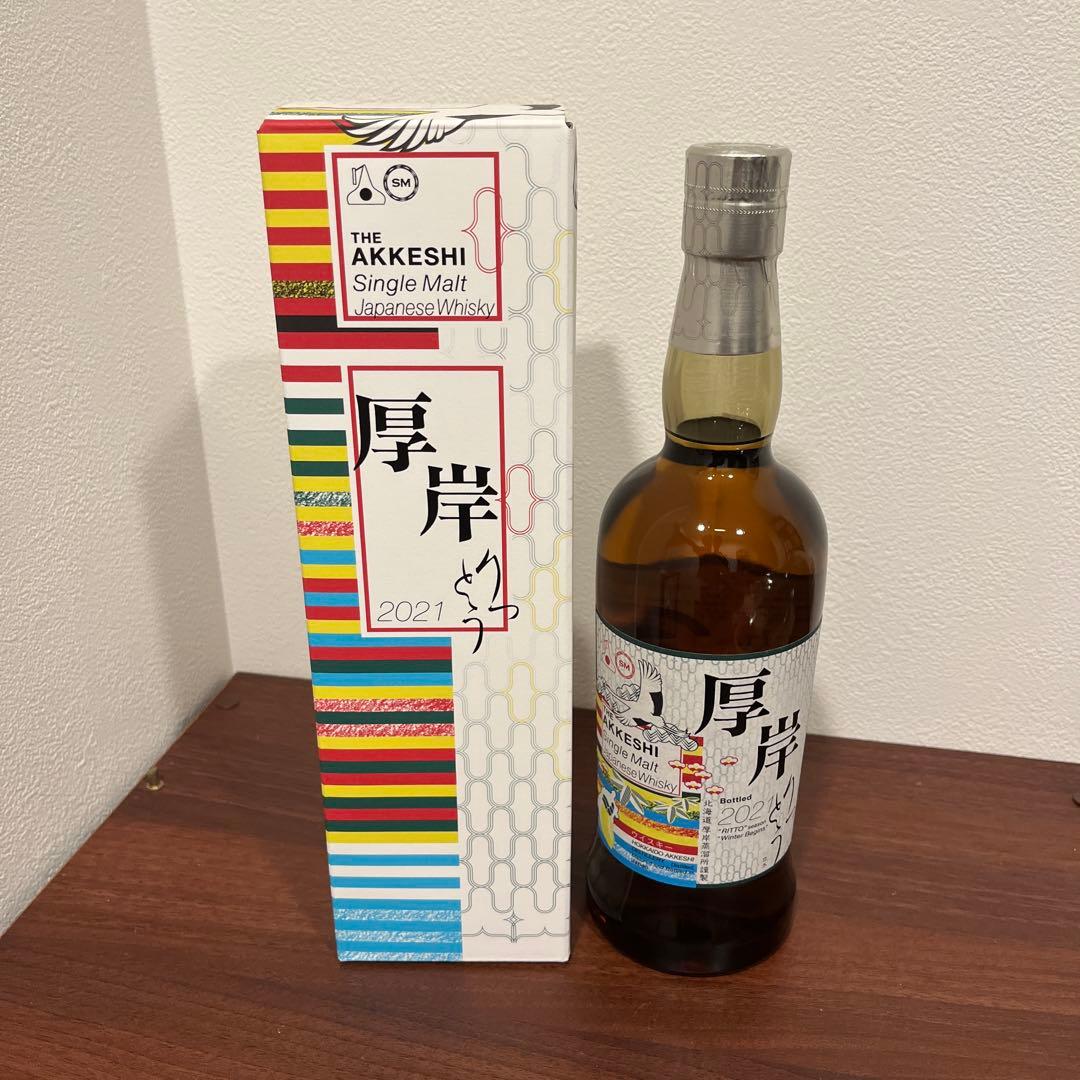 SM
THE
AKKESHI
Single Malt
Japanese Whisky
厚岸
りっとう
2021
SM
THE
AKKESHI
Single Malt
Japanese Whisky
ウイスキー
HOKKAIDO AKKESHI
北海道厚岸蒸溜所謹製
厚岸
Bottled
2021
"RITTO" season
"Winter Begins"
りっとう